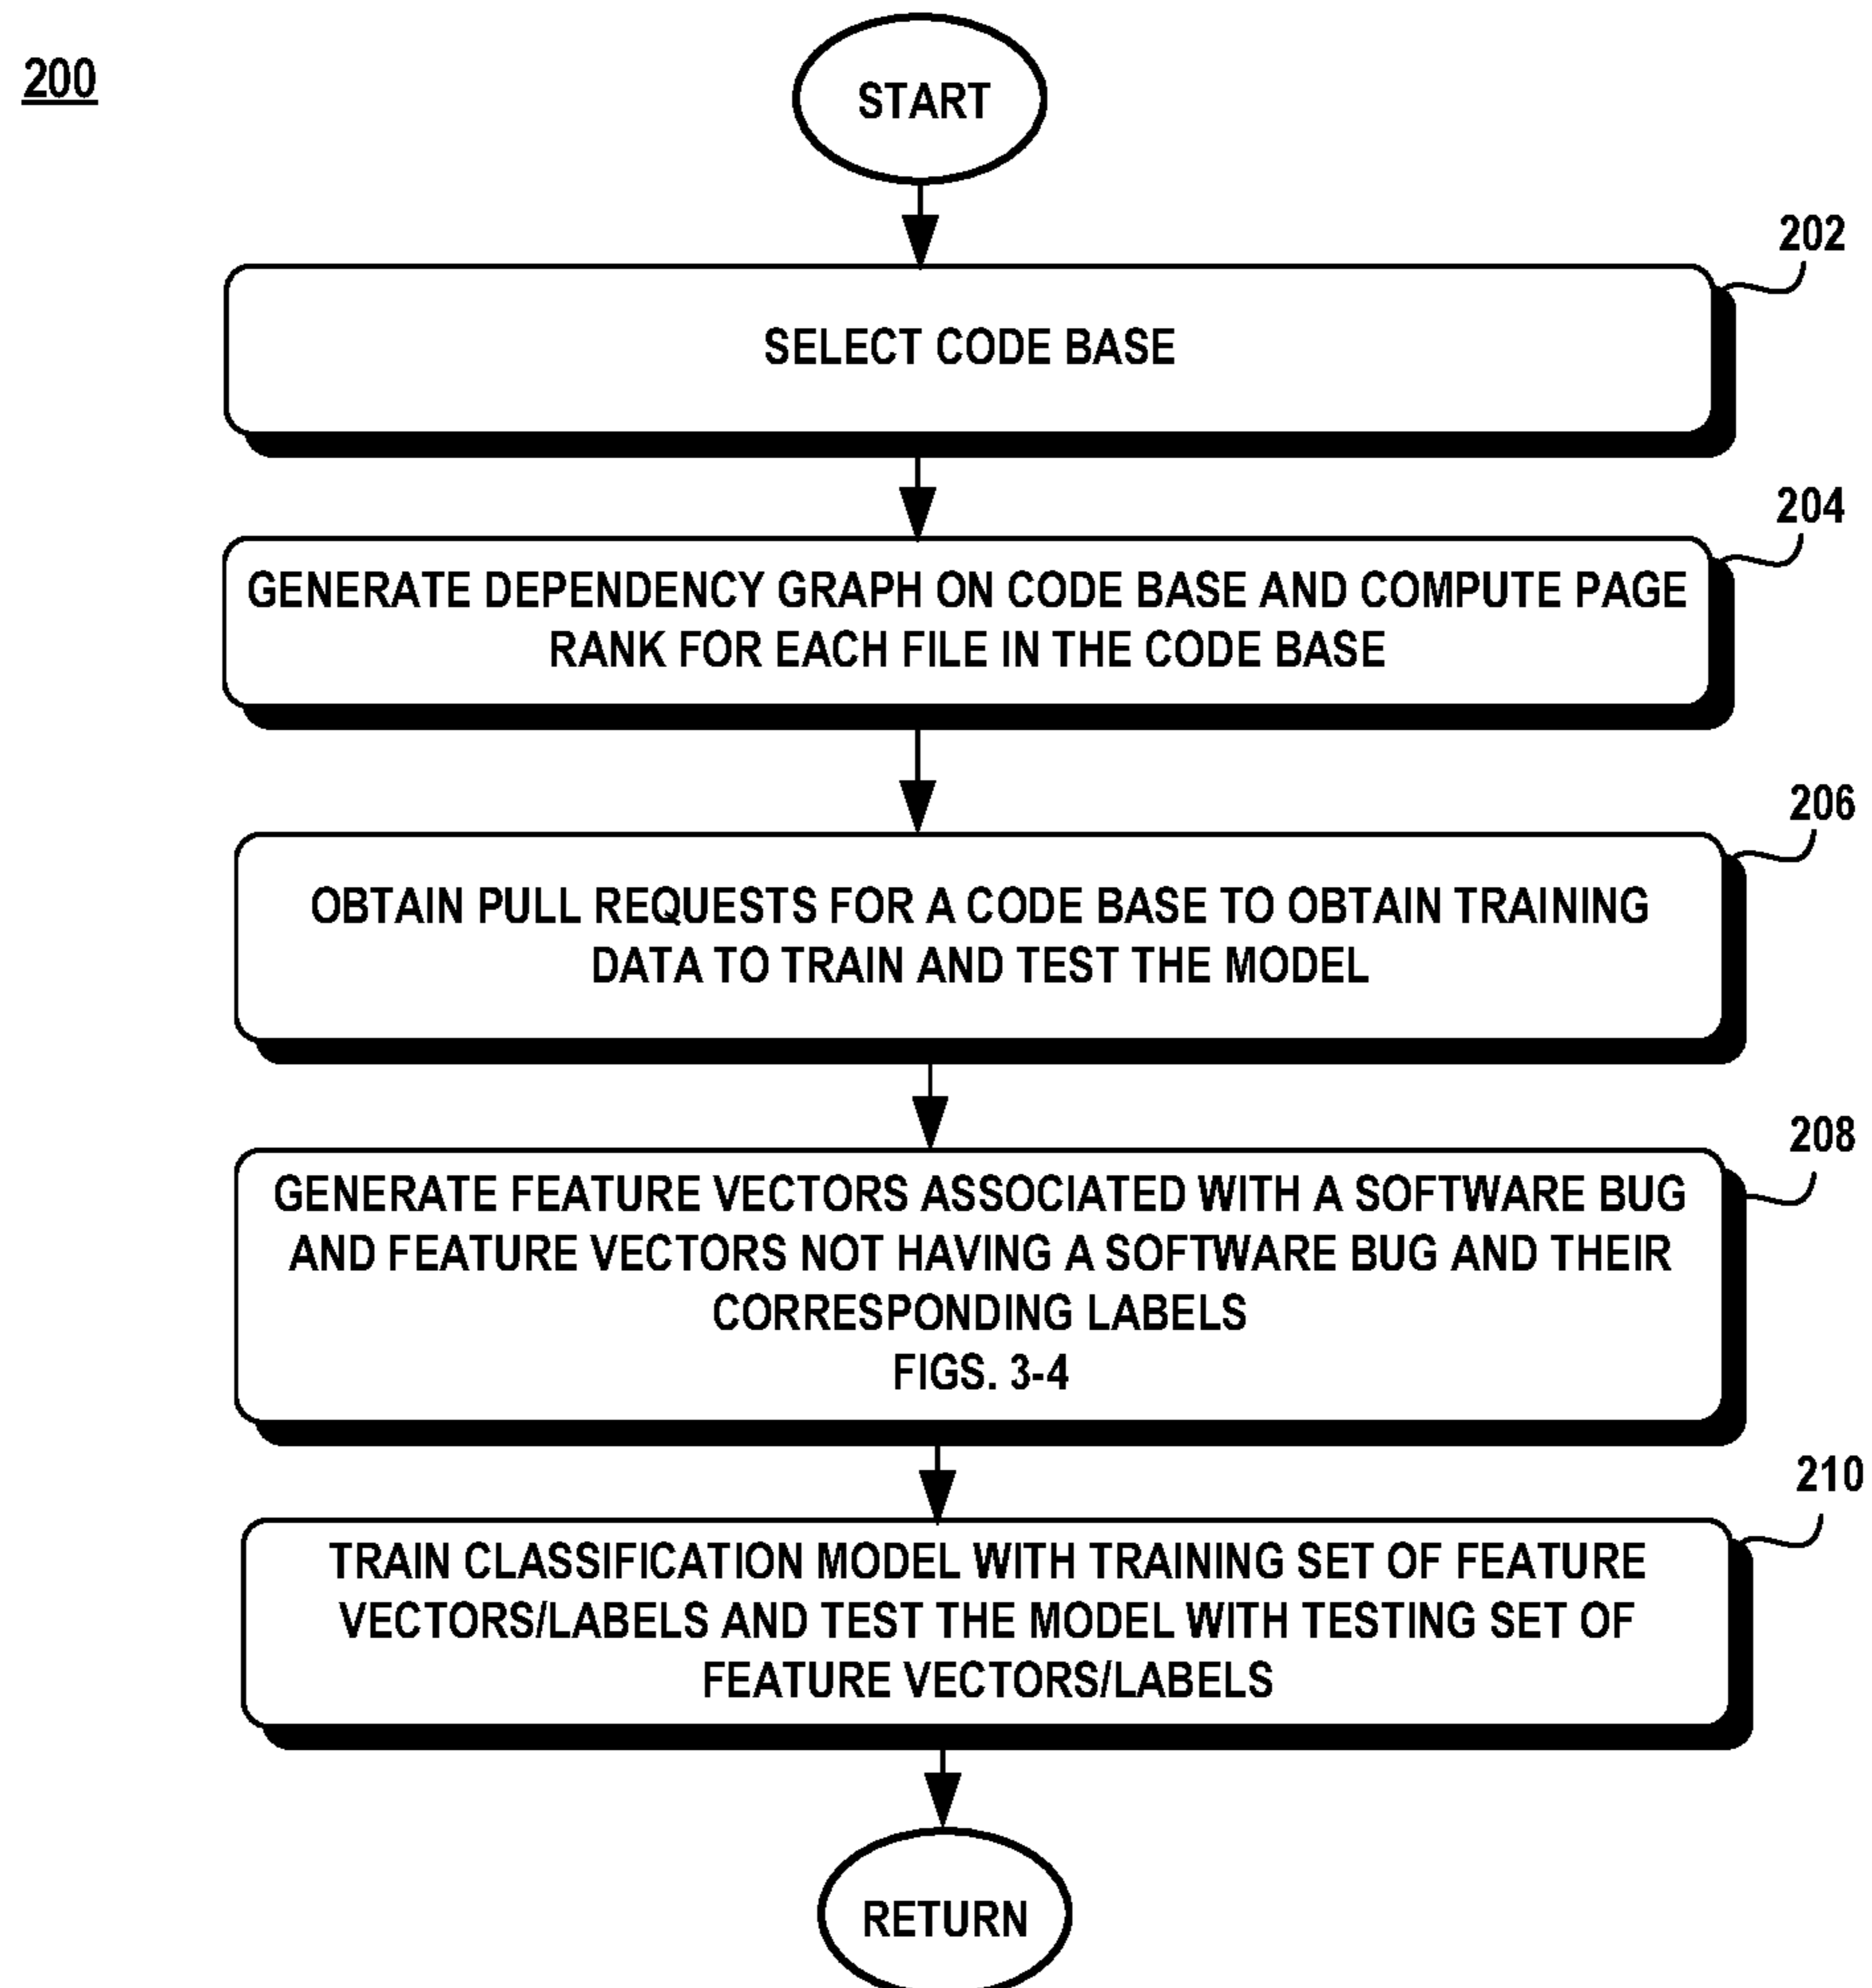 200
START
202
SELECT CODE BASE
204
GENERATE DEPENDENCY GRAPH ON CODE BASE AND COMPUTE PAGE
RANK FOR EACH FILE IN THE CODE BASE
206
OBTAIN PULL REQUESTS FOR A CODE BASE TO OBTAIN TRAINING
DATA TO TRAIN AND TEST THE MODEL
208
GENERATE FEATURE VECTORS ASSOCIATED WITH A SOFTWARE BUG
AND FEATURE VECTORS NOT HAVING A SOFTWARE BUG AND THEIR
CORRESPONDING LABELS
FIGS. 3-4
210
TRAIN CLASSIFICATION MODEL WITH TRAINING SET OF FEATURE
VECTORS/LABELS AND TEST THE MODEL WITH TESTING SET OF
FEATURE VECTORS/LABELS
RETURN